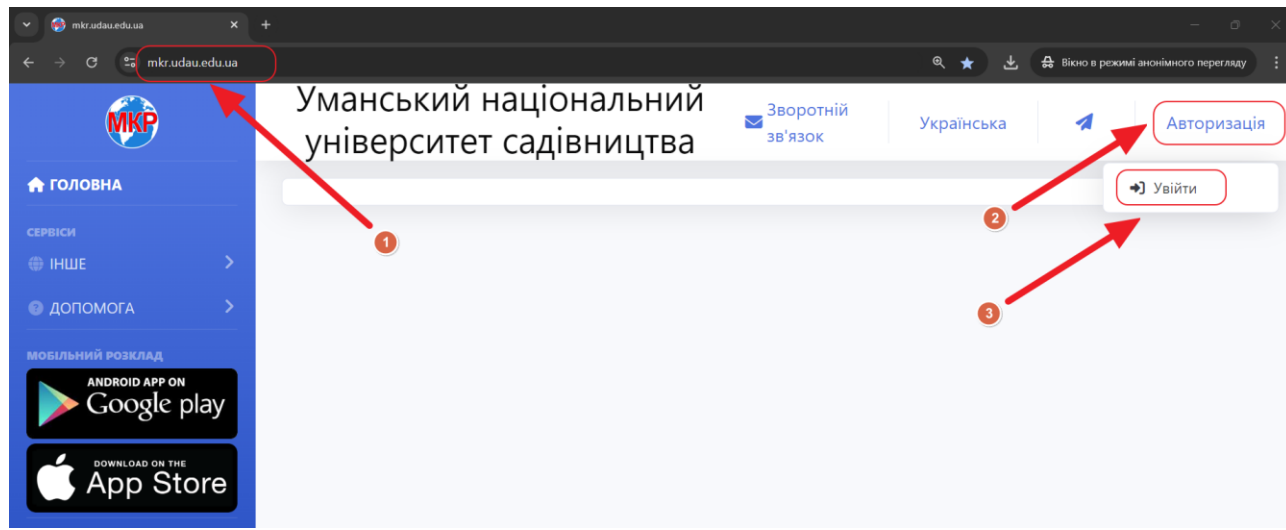 mkr.udau.edu.ua
mkr.udau.edu.ua
Вікно в режимі анонімного перегляду
МКР
Уманський національний
університет садівництва
Зворотній
зв'язок
Українська
Авторизація
Увійти
ГОЛОВНА
СЕРВІСИ
ІНШЕ
ДОПОМОГА
МОБІЛЬНИЙ РОЗКЛАД
ANDROID APP ON
Google play
DOWNLOAD ON THE
App Store
1
2
3